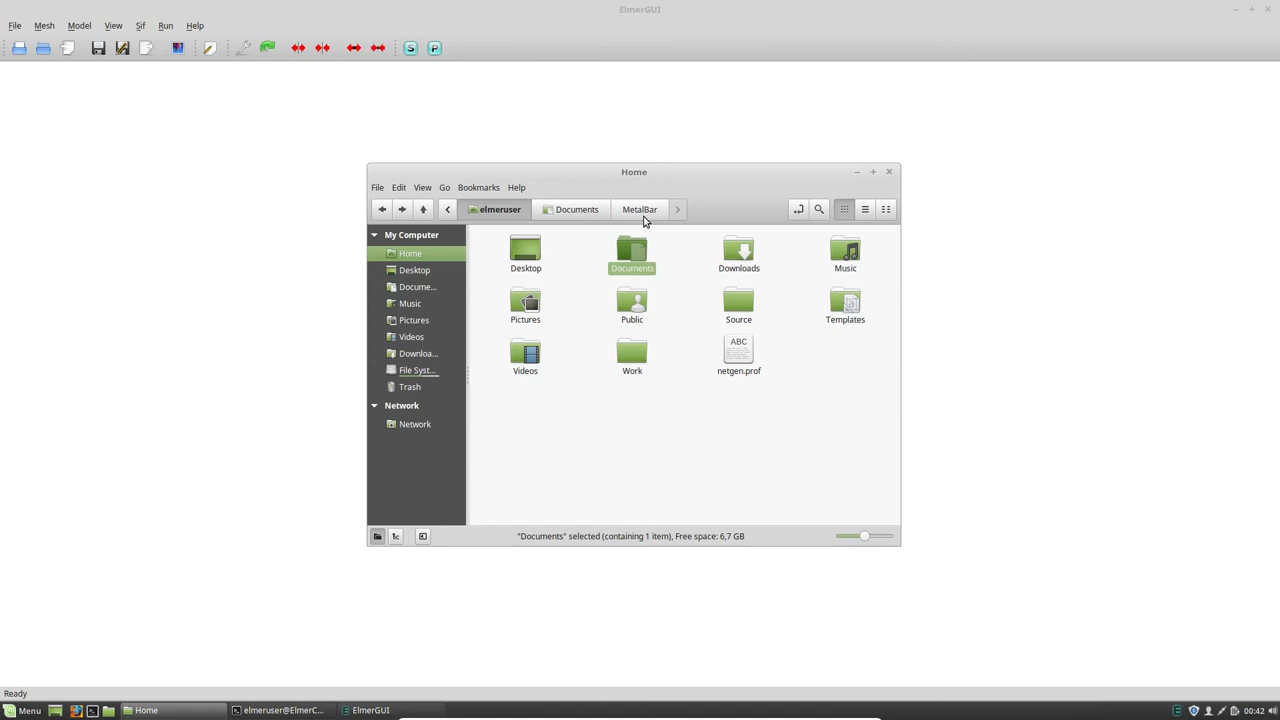 ElmerGUI
File Mesh Model View Sif Run Help
S P
Home
File Edit View Go Bookmarks Help
elmeruser Documents MetalBar
My Computer
Home
Desktop
Docume...
Music
Pictures
Videos
Downloa...
File Syst...
Trash
Network
Network
Desktop Documents Downloads Music
Pictures Public Source Templates
ABC
Videos Work netgen.prof
"Documents" selected (containing 1 item), Free space: 6,7 GB
Ready
Menu Home elmeruser@ElmerC... ElmerGUI 00:42